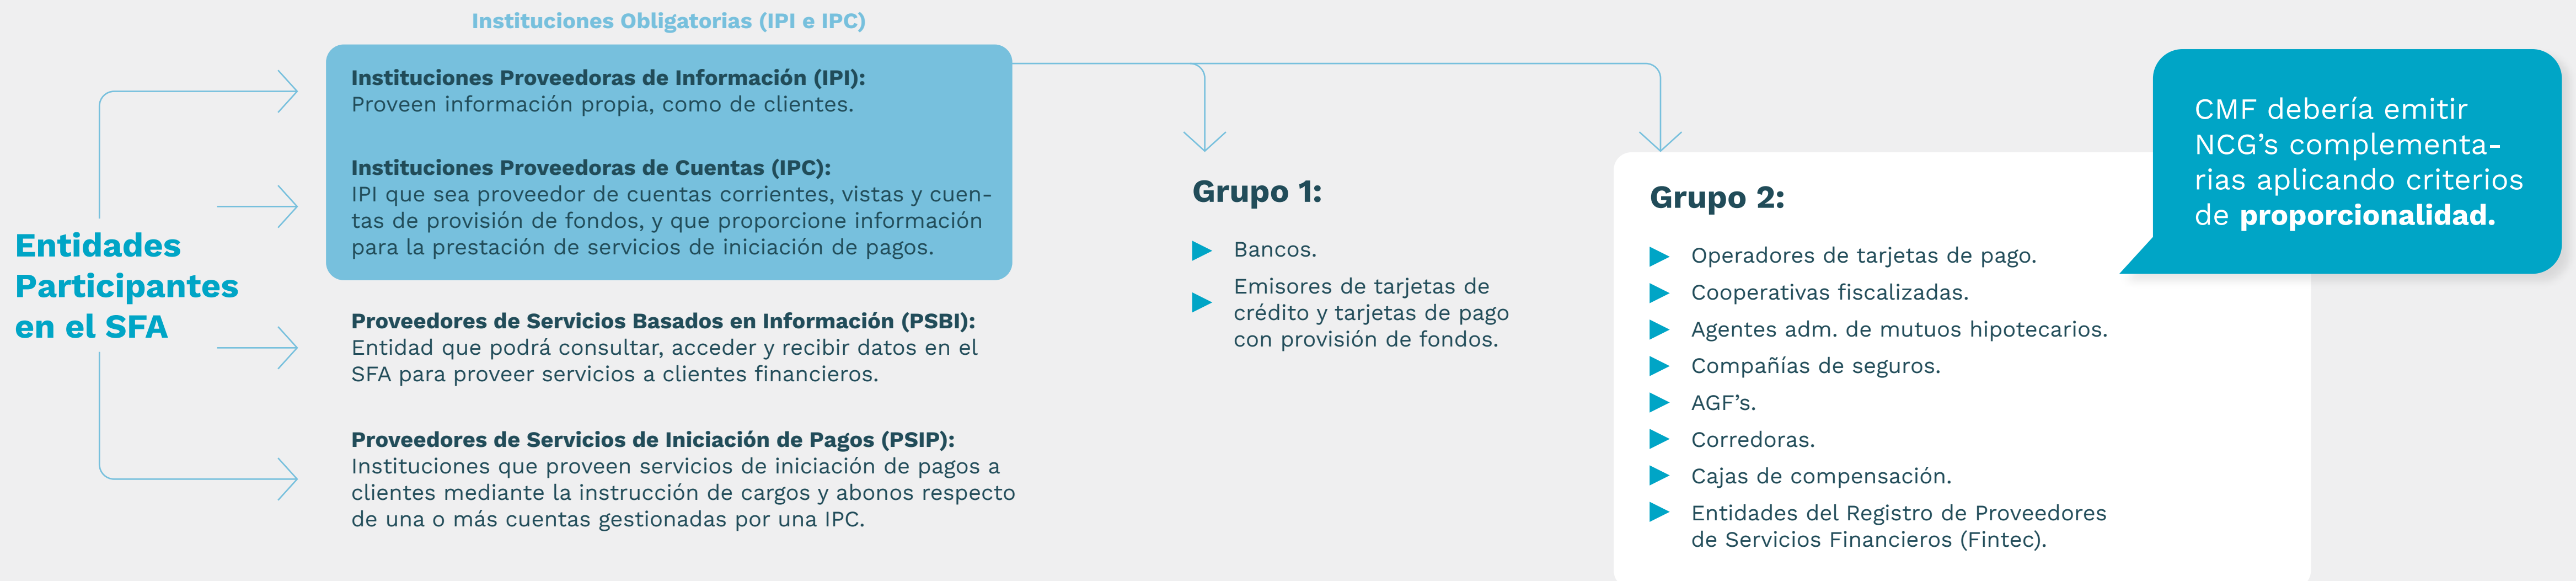 Instituciones Obligatorias (IPI e IPC)
Entidades
Participantes
en el SFA
Instituciones Proveedoras de Información (IPI):
Proveen información propia, como de clientes.
Instituciones Proveedoras de Cuentas (IPC):
IPI que sea proveedor de cuentas corrientes, vistas y cuen-
tas de provisión de fondos, y que proporcione información
para la prestación de servicios de iniciación de pagos.
Proveedores de Servicios Basados en Información (PSBI):
Entidad que podrá consultar, acceder y recibir datos en el
SFA para proveer servicios a clientes financieros.
Proveedores de Servicios de Iniciación de Pagos (PSIP):
Instituciones que proveen servicios de iniciación de pagos a
clientes mediante la instrucción de cargos y abonos respecto
de una o más cuentas gestionadas por una IPC.
Grupo 1:
Bancos.
Emisores de tarjetas de
crédito y tarjetas de pago
con provisión de fondos.
Grupo 2:
Operadores de tarjetas de pago.
Cooperativas fiscalizadas.
Agentes adm. de mutuos hipotecarios.
Compañías de seguros.
AGF’s.
Corredoras.
Cajas de compensación.
Entidades del Registro de Proveedores
de Servicios Financieros (Fintec).
CMF debería emitir
NCG’s complementa-
rias aplicando criterios
de proporcionalidad.